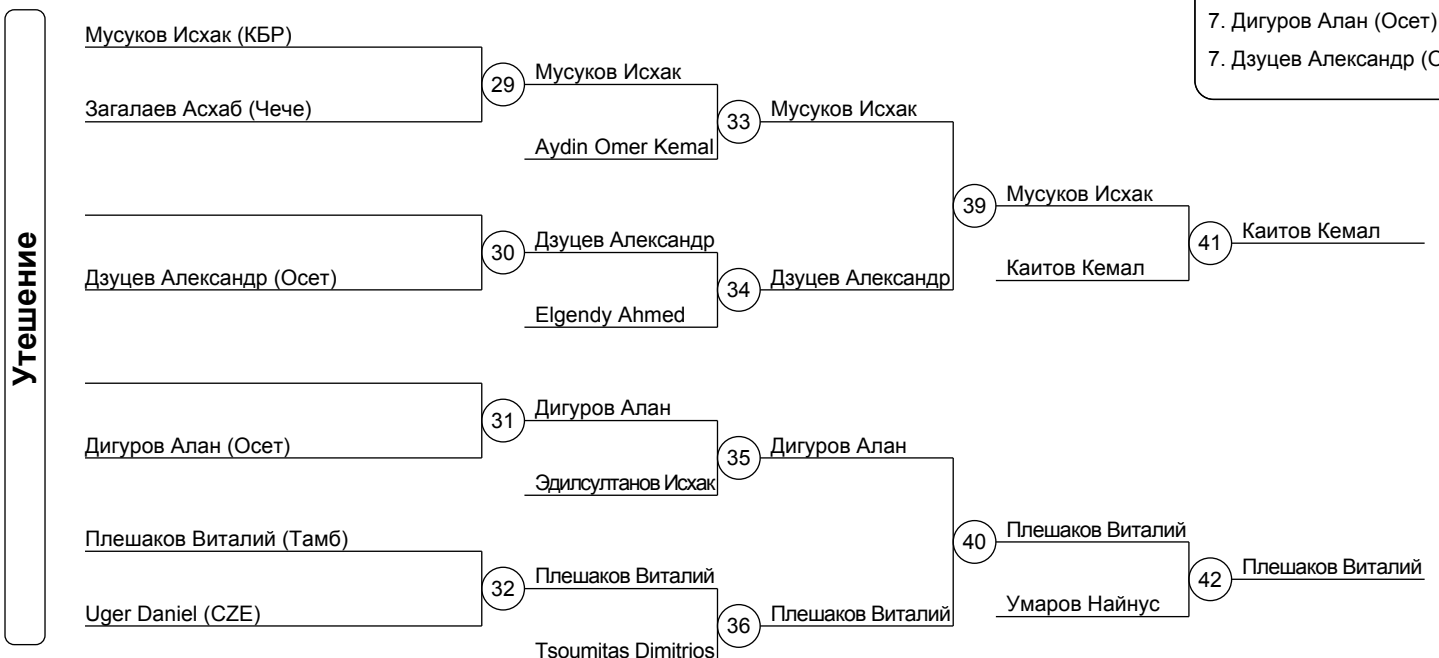 7. Дигуров Алан (Осет)
7. Дзуцев Александр (О
Утешение
Мусуков Исхак (КБР)
Загалаев Асхаб (Чече)
29
Мусуков Исхак
Aydin Omer Kemal
33
Мусуков Исхак
Дзуцев Александр (Осет)
30
Дзуцев Александр
Elgendy Ahmed
34
Дзуцев Александр
39
Мусуков Исхак
Каитов Кемал
41
Каитов Кемал
Дигуров Алан (Осет)
31
Дигуров Алан
Эдилсултанов Исхак
35
Дигуров Алан
Плешаков Виталий (Тамб)
Uger Daniel (CZE)
32
Плешаков Виталий
Tsoumitas Dimitrios
36
Плешаков Виталий
40
Плешаков Виталий
Умаров Найнус
42
Плешаков Виталий